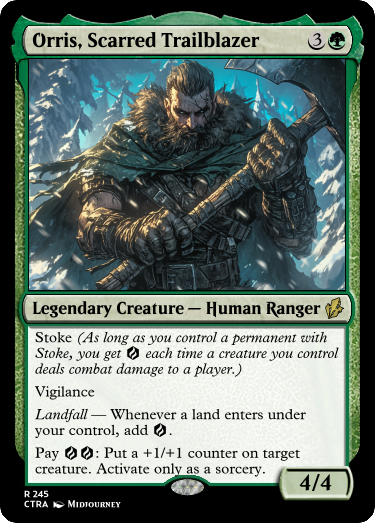 Orris, Scarred Trailblazer 3
Legendary Creature — Human Ranger
Stoke (As long as you control a permanent with
Stoke, you get each time a creature you control
deals combat damage to a player.)
Vigilance
Landfall — Whenever a land enters under
your control, add .
Pay : Put a +1/+1 counter on target
creature. Activate only as a sorcery.
4/4
R 245
CTRA Midjourney